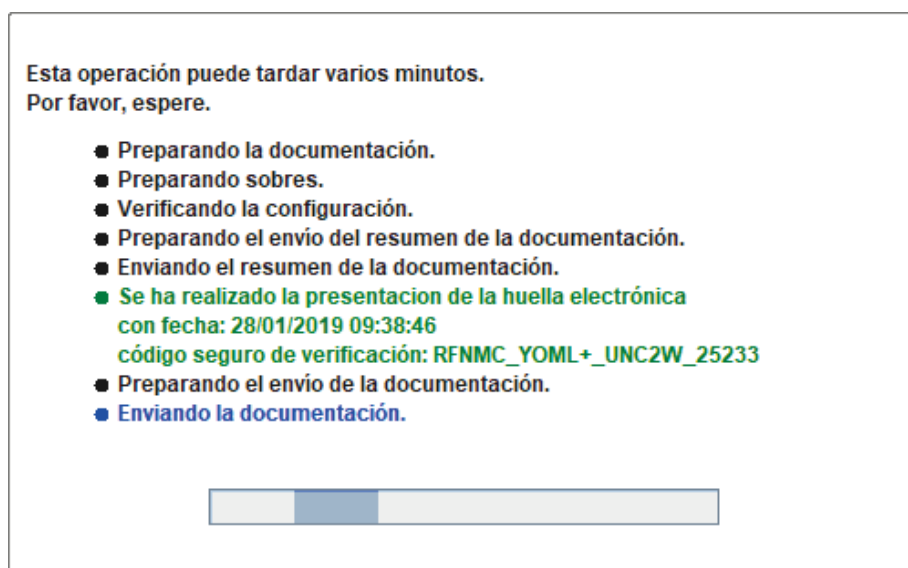 Esta operación puede tardar varios minutos.
Por favor, espere.
Preparando la documentación.
Preparando sobres.
Verificando la configuración.
Preparando el envío del resumen de la documentación.
Enviando el resumen de la documentación.
Se ha realizado la presentacion de la huella electrónica
con fecha: 28/01/2019 09:38:46
código seguro de verificación: RFNMC_YOML+_UNC2W_25233
Preparando el envío de la documentación.
Enviando la documentación.